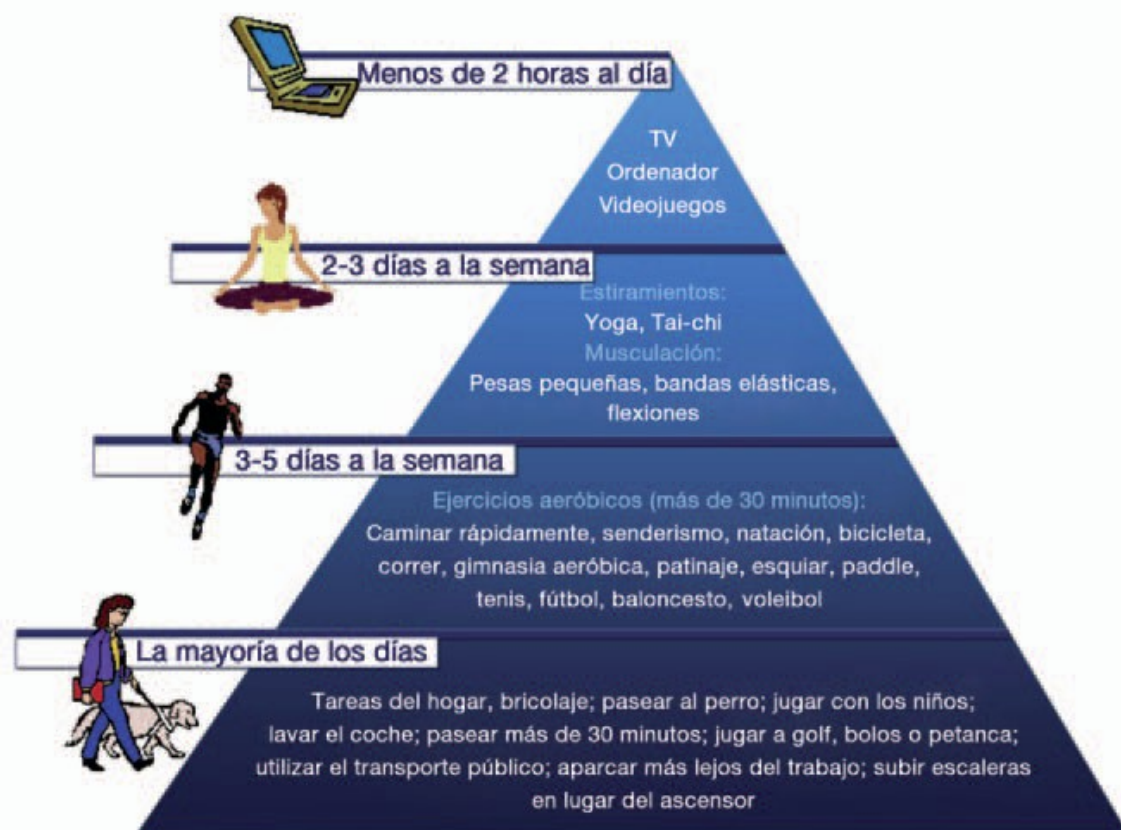 Menos de 2 horas al día
TV
Ordenador
Videojuegos
2-3 días a la semana
Estiramientos:
Yoga, Tai-chi
Musculación:
Pesas pequeñas, bandas elásticas,
flexiones
3-5 días a la semana
Ejercicios aeróbicos (más de 30 minutos):
Caminar rápidamente, senderismo, natación, bicicleta,
correr, gimnasia aeróbica, patinaje, esquiar, paddle,
tenis, fútbol, baloncesto, voleibol
La mayoría de los días
Tareas del hogar, bricolaje; pasear al perro; jugar con los niños;
lavar el coche; pasear más de 30 minutos; jugar a golf, bolos o petanca;
utilizar el transporte público; aparcar más lejos del trabajo; subir escaleras
en lugar del ascensor